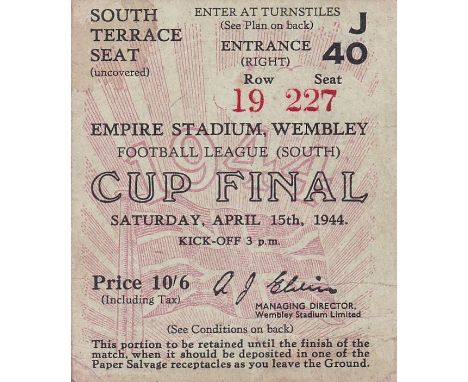 SOUTH TERRACE SEAT
(uncovered)
ENTER AT TURNSTILES
(See Plan on back)
J
ENTRANCE
(RIGHT)
40
Row Seat
19 227
EMPIRE STADIUM, WEMBLEY
FOOTBALL LEAGUE (SOUTH)
1944
CUP FINAL
SATURDAY, APRIL 15th, 1944.
KICK-OFF 3 p.m.
Price 10/6
(Including Tax)
A J Elvin
MANAGING DIRECTOR,
Wembley Stadium Limited
(See Conditions on back)
This portion to be retained until the finish of the
match, when it should be deposited in one of the
Paper Salvage receptacles as you leave the Ground.